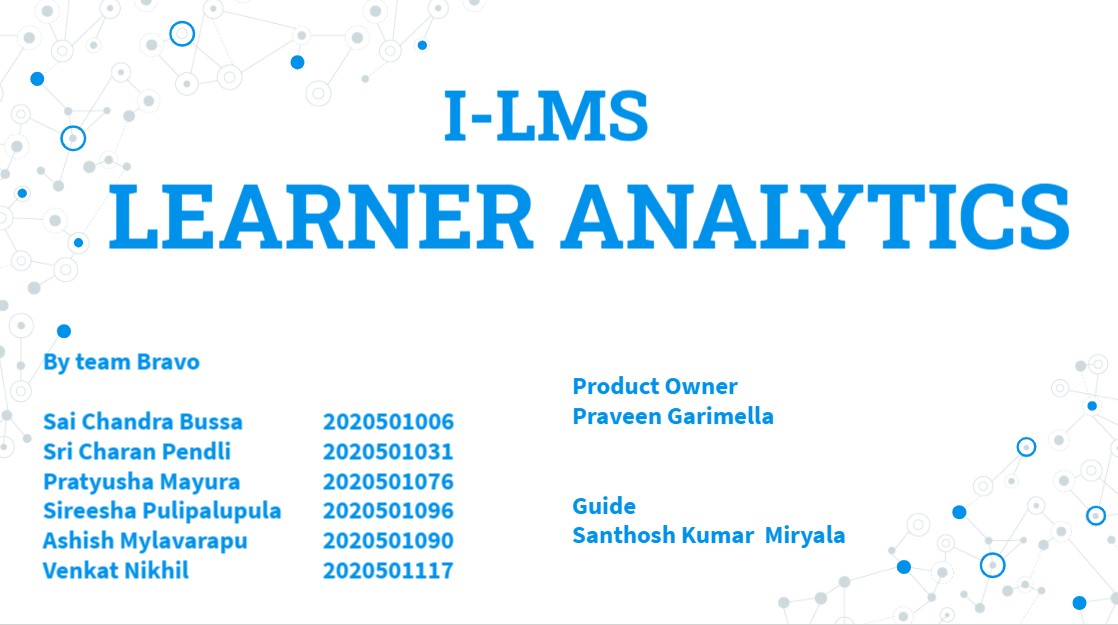 I-LMS
LEARNER ANALYTICS
By team Bravo
Sai Chandra Bussa 2020501006
Sri Charan Pendli 2020501031
Pratyusha Mayura 2020501076
Sireesha Pulipalupula 2020501096
Ashish Mylavarapu 2020501090
Venkat Nikhil 2020501117
Product Owner
Praveen Garimella
Guide
Santhosh Kumar Miryala